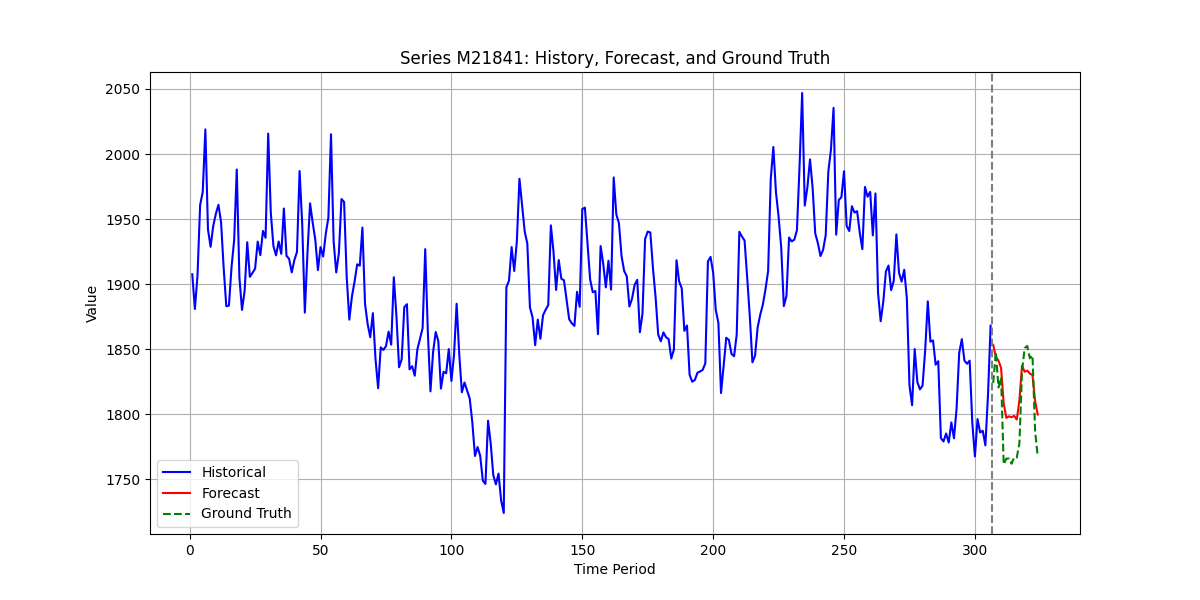 Series M21841: History, Forecast, and Ground Truth
2050
2000
1950
1900
1850
1800
1750
Value
Historical
Forecast
Ground Truth
0 50 100 150 200 250 300
Time Period